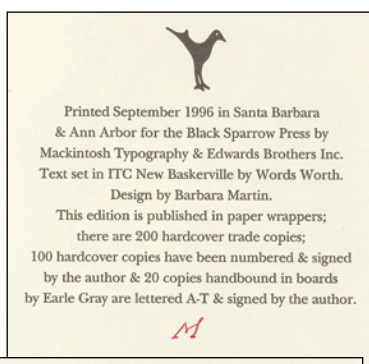 Printed September 1996 in Santa Barbara
& Ann Arbor for the Black Sparrow Press by
Mackintosh Typography & Edwards Brothers Inc.
Text set in ITC New Baskerville by Words Worth.
Design by Barbara Martin.
This edition is published in paper wrappers;
there are 200 hardcover trade copies;
100 hardcover copies have been numbered & signed
by the author & 20 copies handbound in boards
by Earle Gray are lettered A-T & signed by the author.
M